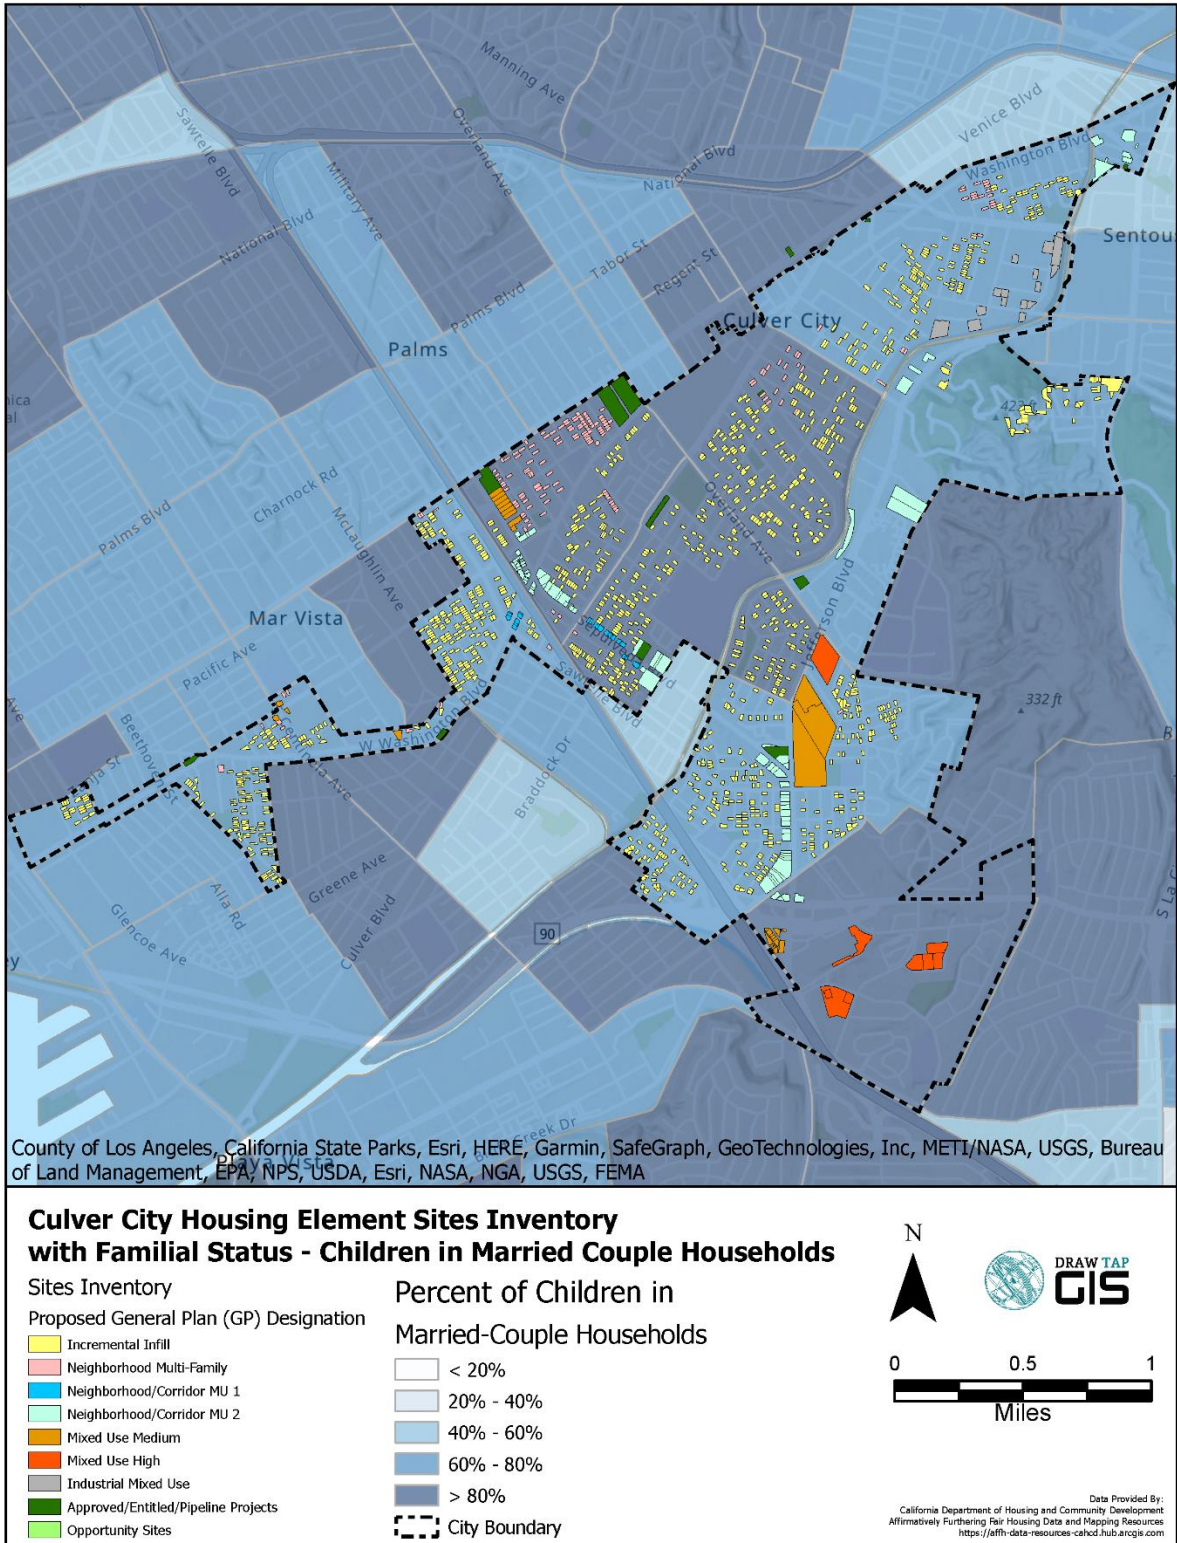 Manning Ave
Sawtelle Blvd
Overland Ave
Venice Blvd
Washington Blvd
National Blvd
Military Ave
National Blvd
Tabor St
Regent St
Palms Blvd
Culver City
Palms
422 ft
Charnock Rd
Palms Blvd
McLaughlin Ave
Overland Ave
Mar Vista
Jefferson Blvd
Sawtelle Blvd
Pacific Ave
332 ft
W Washington Blvd
Beethoven St
Braddock Dr
Greene Ave
Alla Rd
Culver Blvd
Glencoe Ave
90
Playa Vista
County of Los Angeles, California State Parks, Esri, HERE, Garmin, SafeGraph, GeoTechnologies, Inc, METI/NASA, USGS, Bureau
of Land Management, EPA, NPS, USDA, Esri, NASA, NGA, USGS, FEMA
Culver City Housing Element Sites Inventory
with Familial Status - Children in Married Couple Households
Sites Inventory
Proposed General Plan (GP) Designation
Incremental Infill
Neighborhood Multi-Family
Neighborhood/Corridor MU 1
Neighborhood/Corridor MU 2
Mixed Use Medium
Mixed Use High
Industrial Mixed Use
Approved/Entitled/Pipeline Projects
Opportunity Sites
Percent of Children in
Married-Couple Households
< 20%
20% - 40%
40% - 60%
60% - 80%
> 80%
City Boundary
N
DRAW TAP
GIS
0 0.5 1
Miles
Data Provided By:
California Department of Housing and Community Development
Affirmatively Furthering Fair Housing Data and Mapping Resources
https://affh-data-resources-cahcd.hub.arcgis.com